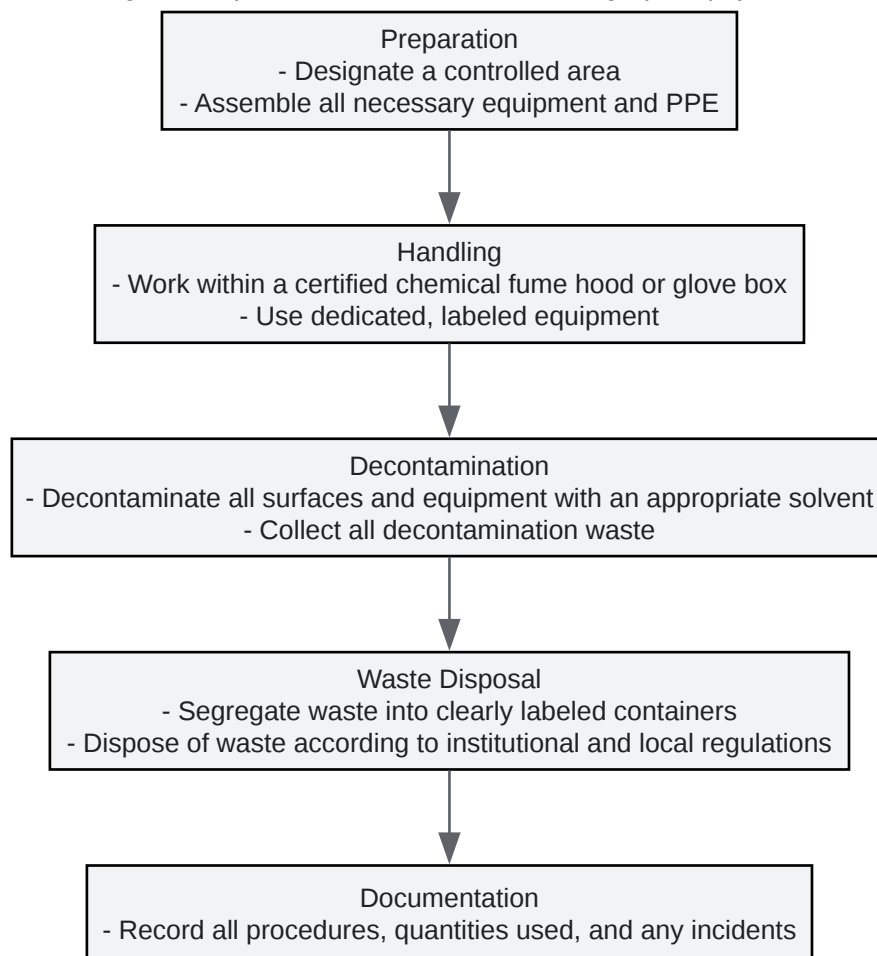 Preparation
- Designate a controlled area
- Assemble all necessary equipment and PPE
Handling
- Work within a certified chemical fume hood or glove box
- Use dedicated, labeled equipment
Decontamination
- Decontaminate all surfaces and equipment with an appropriate solvent
- Collect all decontamination waste
Waste Disposal
- Segregate waste into clearly labeled containers
- Dispose of waste according to institutional and local regulations
Documentation
- Record all procedures, quantities used, and any incidents